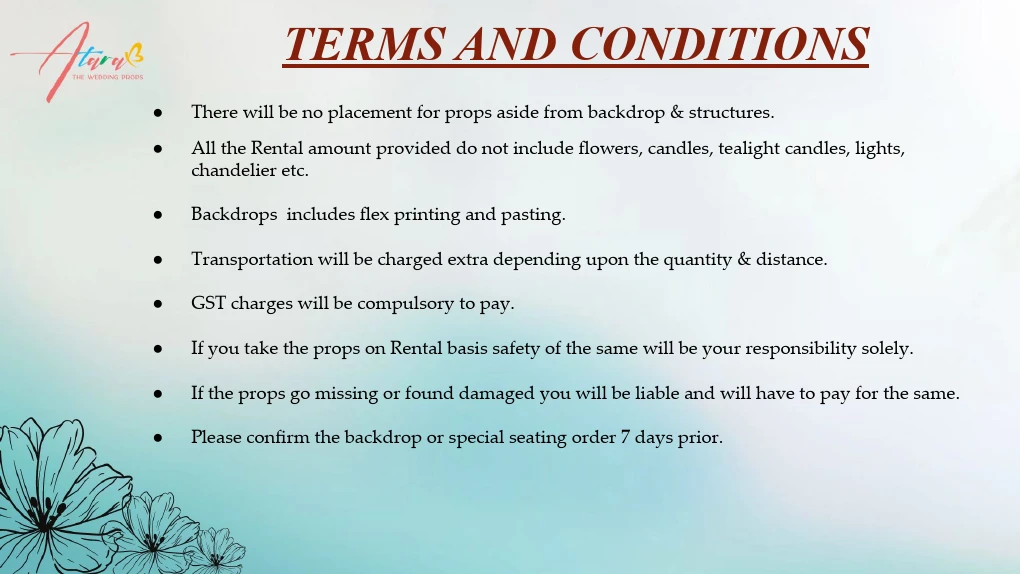 Atara
THE WEDDING PROPS
TERMS AND CONDITIONS
● There will be no placement for props aside from backdrop & structures.
● All the Rental amount provided do not include flowers, candles, tealight candles, lights,
chandelier etc.
● Backdrops  includes flex printing and pasting.
● Transportation will be charged extra depending upon the quantity & distance.
● GST charges will be compulsory to pay.
● If you take the props on Rental basis safety of the same will be your responsibility solely.
● If the props go missing or found damaged you will be liable and will have to pay for the same.
● Please confirm the backdrop or special seating order 7 days prior.